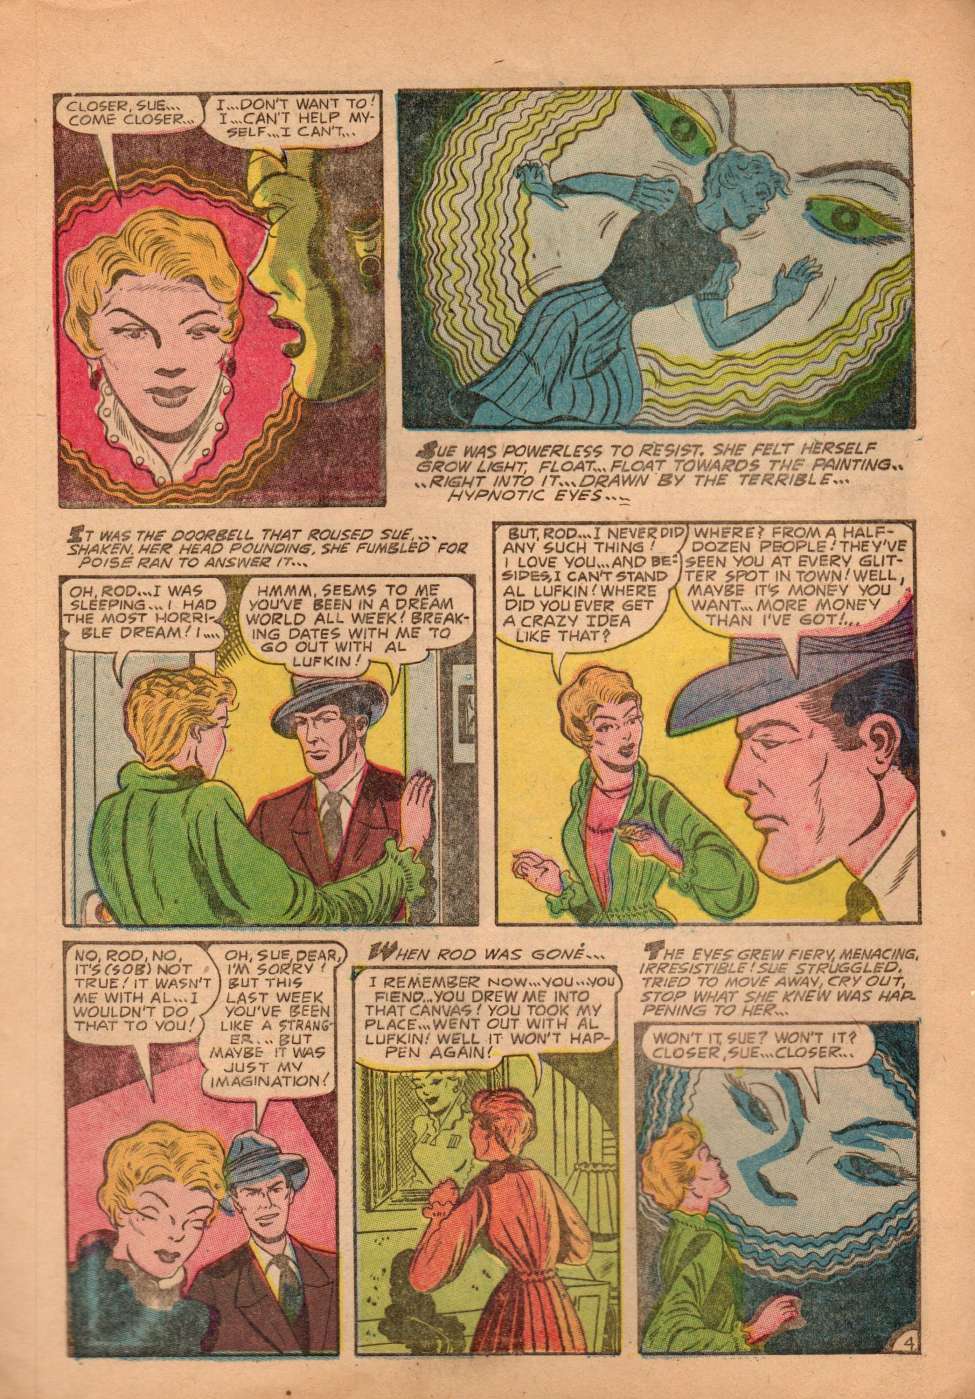 CLOSER, SUE...
COME CLOSER...
I...DON'T WANT TO!
I...CAN'T HELP MY-
SELF...I CAN'T...
SUE WAS POWERLESS TO RESIST. SHE FELT HERSELF
GROW LIGHT, FLOAT...FLOAT TOWARDS THE PAINTING..
..RIGHT INTO IT...DRAWN BY THE TERRIBLE...
HYPNOTIC EYES...
IT WAS THE DOORBELL THAT ROUSED SUE,...
SHAKEN, HER HEAD POUNDING, SHE FUMBLED FOR
POISE RAN TO ANSWER IT...
OH, ROD...I WAS
SLEEPING...I HAD
THE MOST HORRI-
BLE DREAM! I....
HMMM, SEEMS TO ME
YOU'VE BEEN IN A DREAM
WORLD ALL WEEK! BREAK-
ING DATES WITH ME TO
GO OUT WITH AL
LUFKIN!
BUT, ROD...I NEVER DID
ANY SUCH THING!
I LOVE YOU...AND BE-
SIDES, I CAN'T STAND
AL LUFKIN! WHERE
DID YOU EVER GET
A CRAZY IDEA
LIKE THAT?
WHERE? FROM A HALF-
DOZEN PEOPLE! THEY'VE
SEEN YOU AT EVERY GLIT-
TER SPOT IN TOWN! WELL,
MAYBE IT'S MONEY YOU
WANT...MORE MONEY
THAN I'VE GOT!...
NO, ROD, NO,
IT'S (SOB) NOT
TRUE! IT WASN'T
ME WITH AL...I
WOULDN'T DO
THAT TO YOU!
OH, SUE, DEAR,
I'M SORRY!
BUT THIS
LAST WEEK
YOU'VE BEEN
LIKE A STRANG-
ER... BUT
MAYBE IT WAS
JUST MY
IMAGINATION!
WHEN ROD WAS GONE...
I REMEMBER NOW...YOU...YOU
FIEND...YOU DREW ME INTO
THAT CANVAS! YOU TOOK MY
PLACE...WENT OUT WITH AL
LUFKIN! WELL IT WON'T HAP-
PEN AGAIN!
THE EYES GREW FIERY, MENACING,
IRRESISTIBLE! SUE STRUGGLED,
TRIED TO MOVE AWAY, CRY OUT,
STOP WHAT SHE KNEW WAS HAP-
PENING TO HER...
WON'T IT, SUE? WON'T IT?
CLOSER, SUE...CLOSER...
4